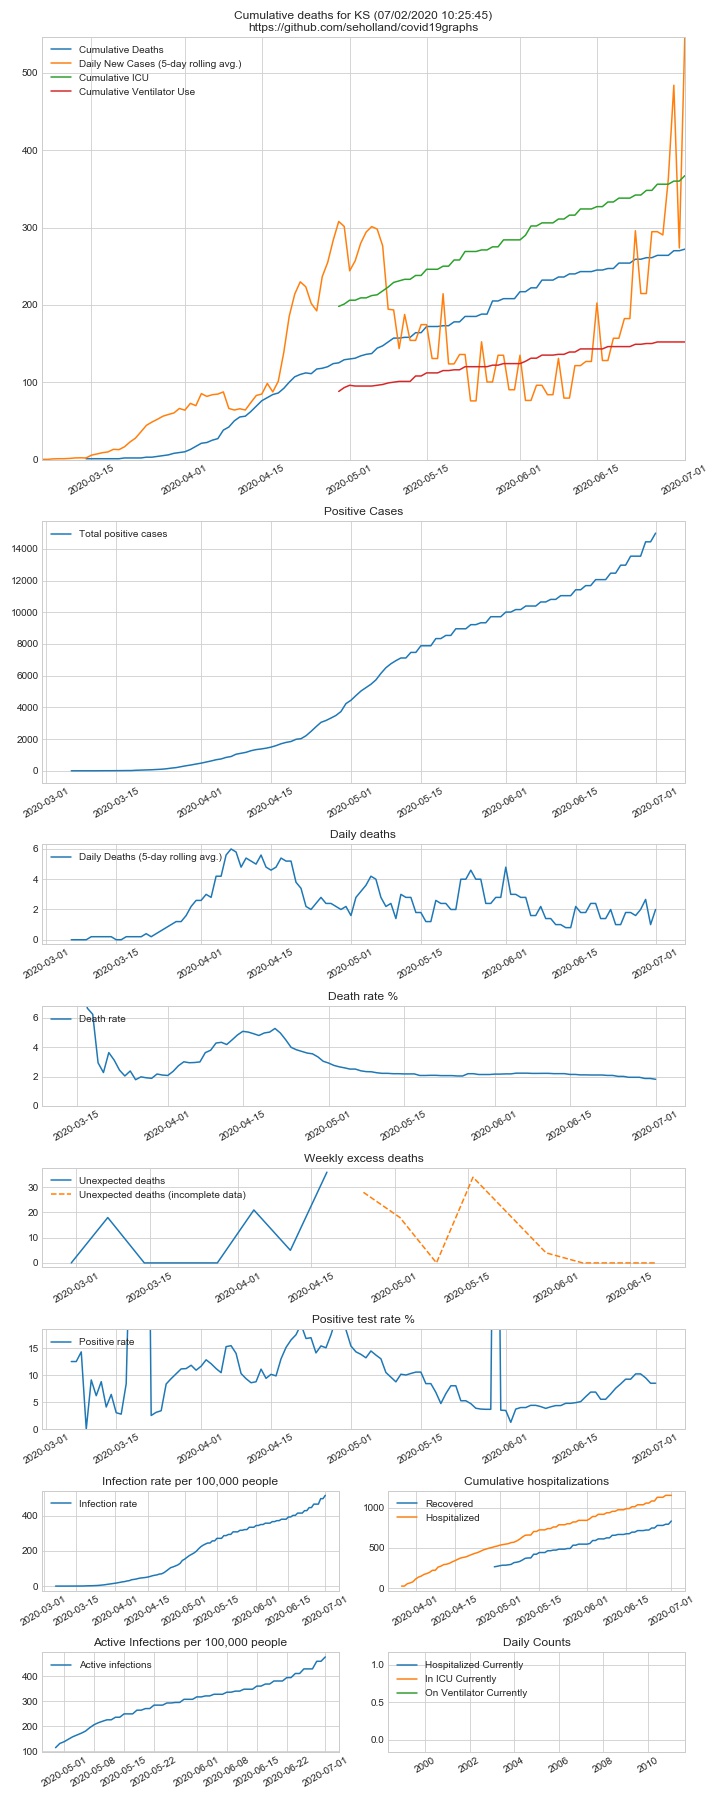 Cumulative deaths for KS (07/02/2020 10:25:45)
https://github.com/seholland/covid19graphs
Cumulative Deaths
Daily New Cases (5-day rolling avg.)
Cumulative ICU
Cumulative Ventilator Use
500
400
300
200
100
0
2020-03-15 2020-04-01 2020-04-15 2020-05-01 2020-05-15 2020-06-01 2020-06-15 2020-07-01
Positive Cases
Total positive cases
14000
12000
10000
8000
6000
4000
2000
0
2020-03-01 2020-03-15 2020-04-01 2020-04-15 2020-05-01 2020-05-15 2020-06-01 2020-06-15 2020-07-01
Daily deaths
Daily Deaths (5-day rolling avg.)
6
4
2
0
2020-03-01 2020-03-15 2020-04-01 2020-04-15 2020-05-01 2020-05-15 2020-06-01 2020-06-15 2020-07-01
Death rate %
Death rate
6
4
2
0
2020-03-15 2020-04-01 2020-04-15 2020-05-01 2020-05-15 2020-06-01 2020-06-15 2020-07-01
Weekly excess deaths
Unexpected deaths
Unexpected deaths (incomplete data)
30
20
10
0
2020-03-01 2020-03-15 2020-04-01 2020-04-15 2020-05-01 2020-05-15 2020-06-01 2020-06-15
Positive test rate %
Positive rate
15
10
5
0
2020-03-01 2020-03-15 2020-04-01 2020-04-15 2020-05-01 2020-05-15 2020-06-01 2020-06-15 2020-07-01
Infection rate per 100,000 people
Infection rate
400
200
0
2020-03-01 2020-03-15 2020-04-01 2020-04-15 2020-05-01 2020-05-15 2020-06-01 2020-06-15 2020-07-01
Cumulative hospitalizations
Recovered
Hospitalized
1000
500
0
2020-04-01 2020-04-15 2020-05-01 2020-05-15 2020-06-01 2020-06-15 2020-07-01
Active Infections per 100,000 people
Active infections
400
300
200
100
2020-05-01 2020-05-08 2020-05-15 2020-05-22 2020-06-01 2020-06-08 2020-06-15 2020-06-22 2020-07-01
Daily Counts
Hospitalized Currently
In ICU Currently
On Ventilator Currently
1.0
0.5
0.0
2000 2002 2004 2006 2008 2010